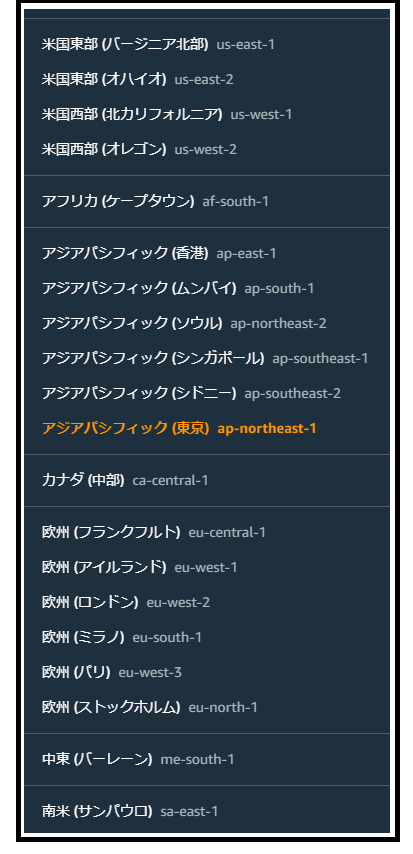 米国東部 (バージニア北部) us-east-1
米国東部 (オハイオ) us-east-2
米国西部 (北カリフォルニア) us-west-1
米国西部 (オレゴン) us-west-2
アフリカ (ケープタウン) af-south-1
アジアパシフィック (香港) ap-east-1
アジアパシフィック (ムンバイ) ap-south-1
アジアパシフィック (ソウル) ap-northeast-2
アジアパシフィック (シンガポール) ap-southeast-1
アジアパシフィック (シドニー) ap-southeast-2
アジアパシフィック (東京) ap-northeast-1
カナダ (中部) ca-central-1
欧州 (フランクフルト) eu-central-1
欧州 (アイルランド) eu-west-1
欧州 (ロンドン) eu-west-2
欧州 (ミラノ) eu-south-1
欧州 (パリ) eu-west-3
欧州 (ストックホルム) eu-north-1
中東 (バーレーン) me-south-1
南米 (サンパウロ) sa-east-1